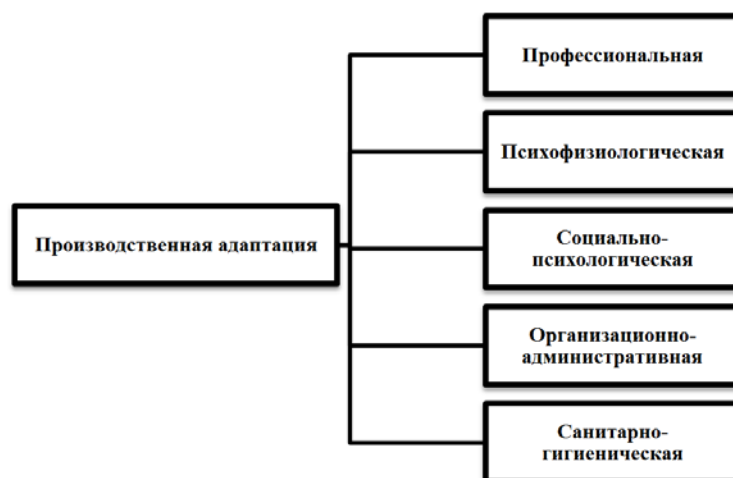 Профессиональная
Психофизиологическая
Производственная адаптация
Социально-
психологическая
Организационно-
административная
Санитарно-
гигиеническая